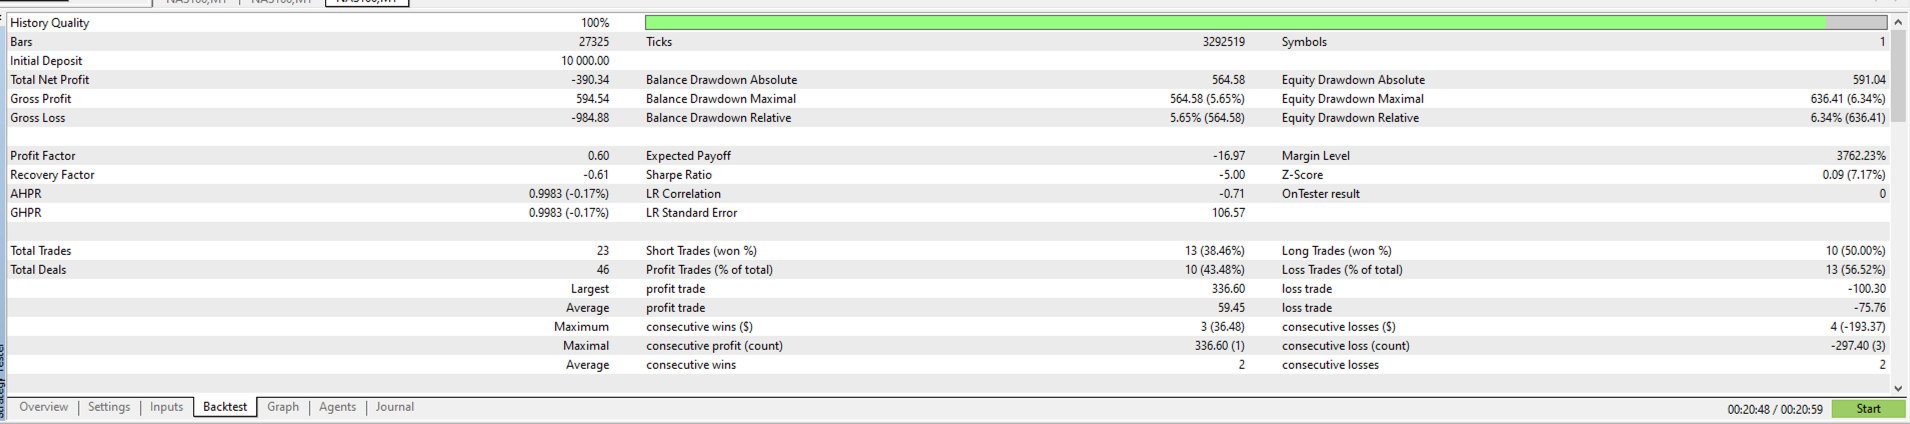 NAS100,M1 | NAS100,M1 | NAS100,M1
History Quality 100%
Bars 27325 Ticks 3292519 Symbols 1
Initial Deposit 10 000.00
Total Net Profit -390.34 Balance Drawdown Absolute 564.58 Equity Drawdown Absolute 591.04
Gross Profit 594.54 Balance Drawdown Maximal 564.58 (5.65%) Equity Drawdown Maximal 636.41 (6.34%)
Gross Loss -984.88 Balance Drawdown Relative 5.65% (564.58) Equity Drawdown Relative 6.34% (636.41)
Profit Factor 0.60 Expected Payoff -16.97 Margin Level 3762.23%
Recovery Factor -0.61 Sharpe Ratio -5.00 Z-Score 0.09 (7.17%)
AHPR 0.9983 (-0.17%) LR Correlation -0.71 OnTester result 0
GHPR 0.9983 (-0.17%) LR Standard Error 106.57
Total Trades 23 Short Trades (won %) 13 (38.46%) Long Trades (won %) 10 (50.00%)
Total Deals 46 Profit Trades (% of total) 10 (43.48%) Loss Trades (% of total) 13 (56.52%)
Largest profit trade 336.60 loss trade -100.30
Average profit trade 59.45 loss trade -75.76
Maximum consecutive wins ($) 3 (36.48) consecutive losses ($) 4 (-193.37)
Maximal consecutive profit (count) 336.60 (1) consecutive loss (count) -297.40 (3)
Average consecutive wins 2 consecutive losses 2
Strategy Tester
Overview | Settings | Inputs | Backtest | Graph | Agents | Journal 00:20:48 / 00:20:59 Start